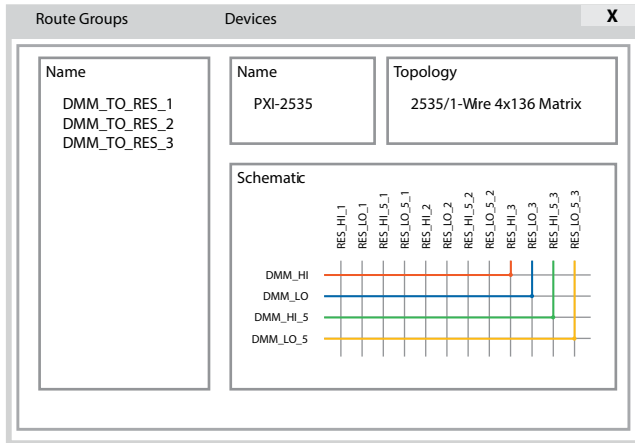 Route Groups
Devices
X
Name
DMM_TO_RES_1
DMM_TO_RES_2
DMM_TO_RES_3
Name
PXI-2535
Topology
2535/1-Wire 4x136 Matrix
Schematic
RES_HI_1
RES_LO_1
RES_HI_5_1
RES_LO_5_1
RES_HI_2
RES_LO_2
RES_HI_5_2
RES_LO_5_2
RES_HI_3
RES_LO_3
RES_HI_5_3
RES_LO_5_3
DMM_HI
DMM_LO
DMM_HI_5
DMM_LO_5